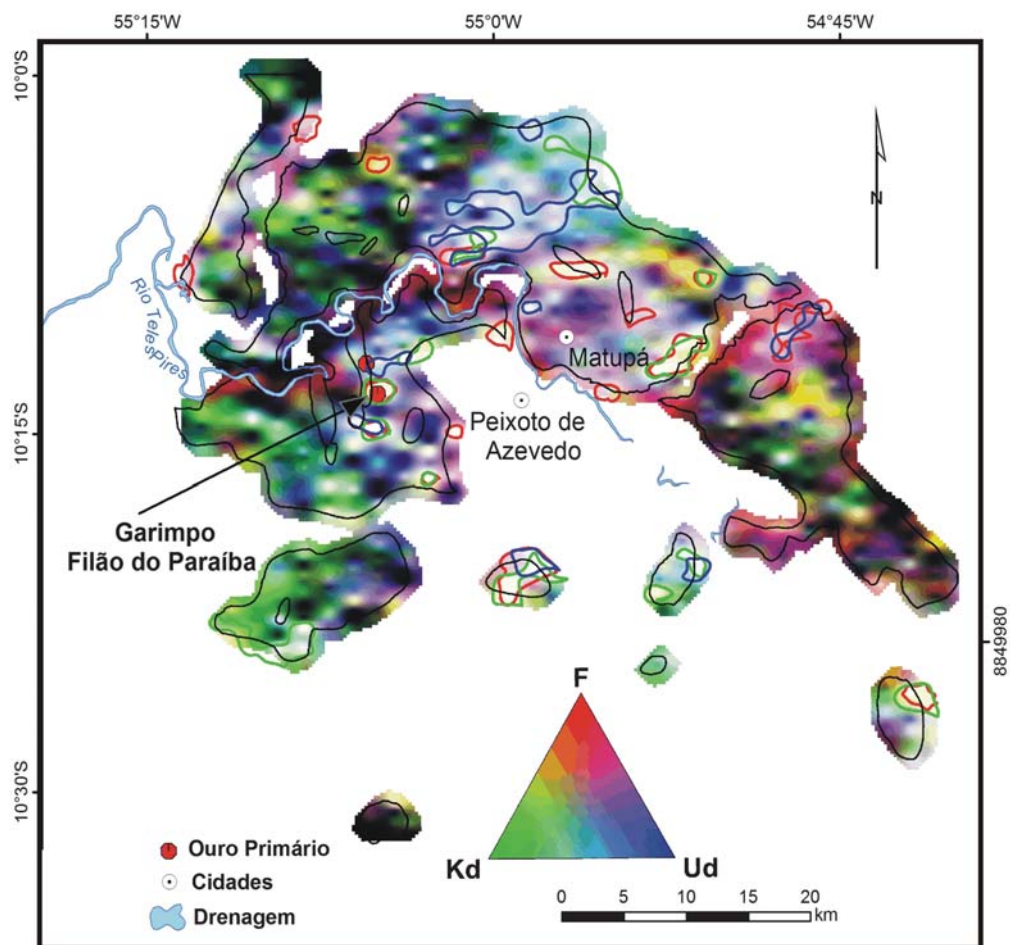 55°15'W 55°0'W 54°45'W
10°0'S
N
Rio Teles Pires
Matupá
Peixoto de
Azevedo
10°15'S
Garimpo
Filão do Paraíba
8849980
F
Kd Ud
10°30'S
Ouro Primário
Cidades
Drenagem
0 5 10 15 20
km